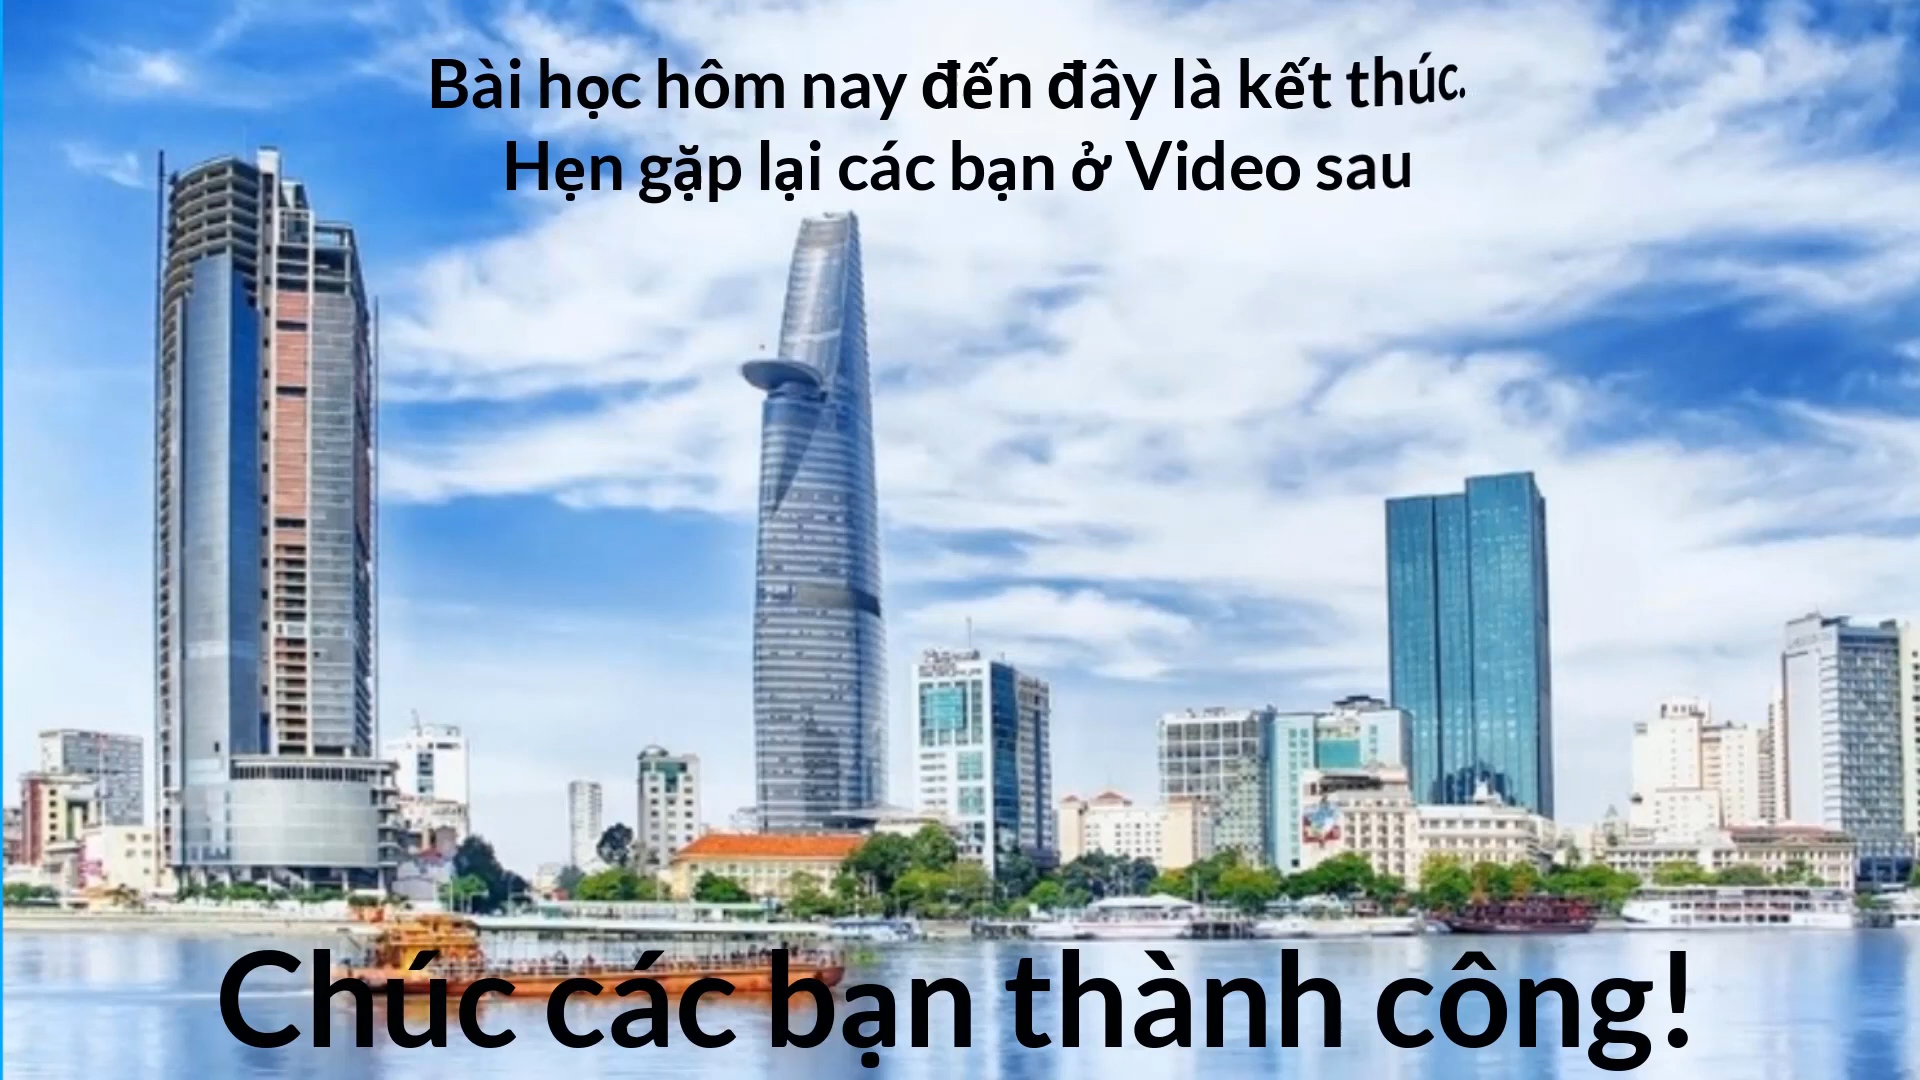 Bài học hôm nay đến đây là kết thúc.
Hẹn gặp lại các bạn ở Video sau
Chúc các bạn thành công!